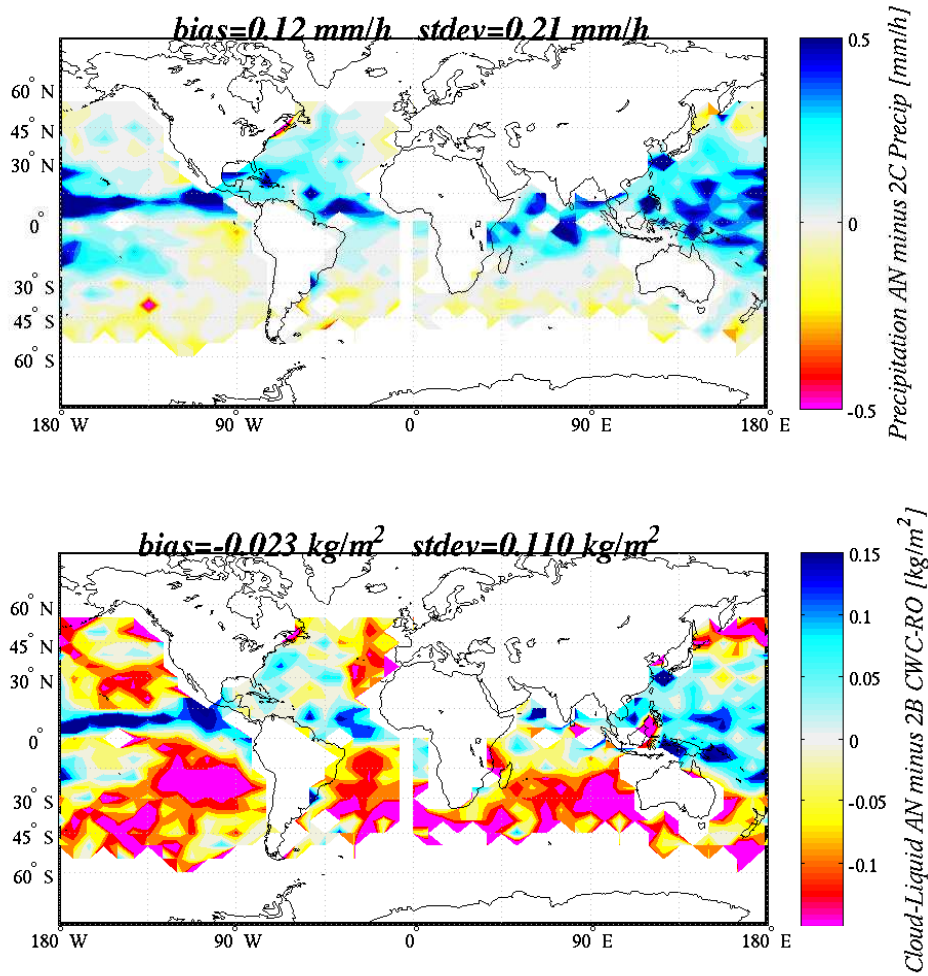 bias=0.12 mm/h stdev=0.21 mm/h
60° N
45° N
30° N
0°
30° S
45° S
60° S
180° W
90° W
0°
90° E
180° E
0.5
0
-0.5
Precipitation AN minus 2C Precip [mm/h]
bias=-0.023 kg/m² stdev=0.110 kg/m²
60° N
45° N
30° N
0°
30° S
45° S
60° S
180° W
90° W
0°
90° E
180° E
0.15
0.1
0.05
0
-0.05
-0.1
Cloud-Liquid AN minus 2B CWC-RO [kg/m²]